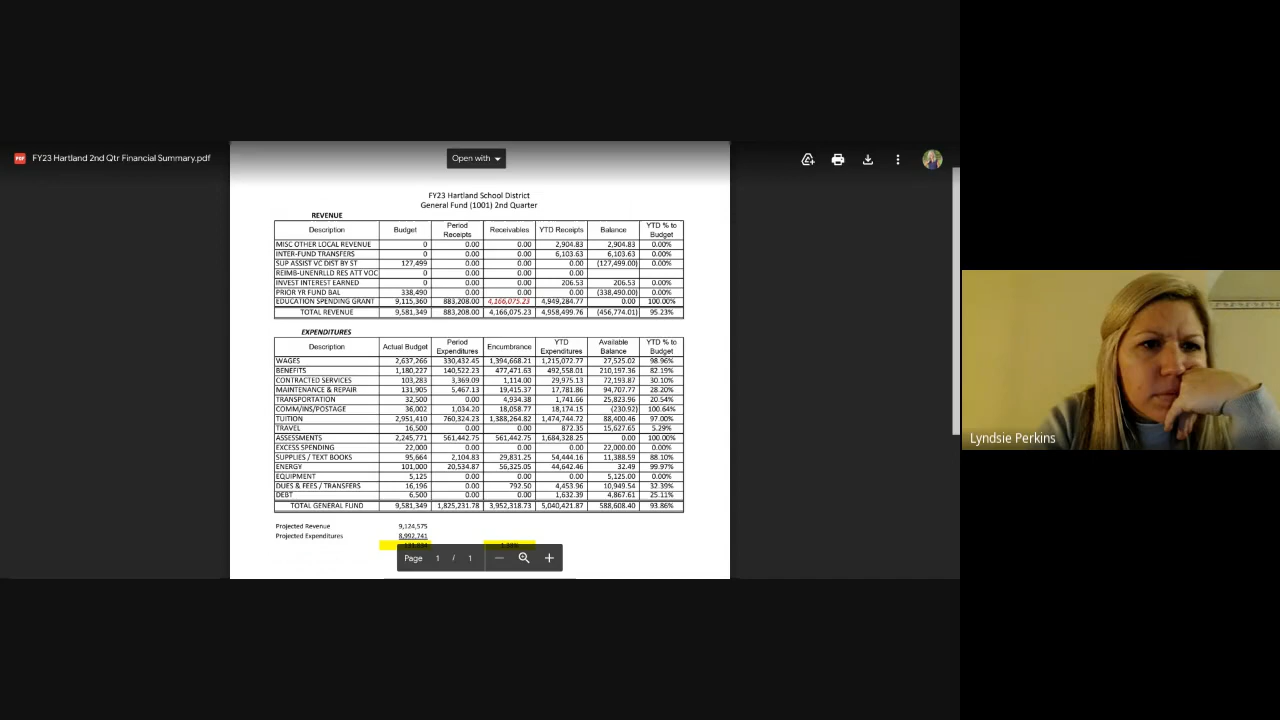 FY23 Hartland 2nd Qtr Financial Summary.pdf
Open with
FY23 Hartland School District
General Fund (1001) 2nd Quarter
REVENUE
Description Budget Period Receipts Receivables YTD Receipts Balance YTD % to Budget
MISC OTHER LOCAL REVENUE 0 0.00 0.00 2,904.83 2,904.83 0.00%
INTER-FUND TRANSFERS 0 0.00 0.00 6,103.63 6,103.63 0.00%
SUP ASSIST VC DIST BY ST 127,499 0.00 0.00 0.00 (127,499.00) 0.00%
REIMB-UNENRLLD RES ATT VOC 0 0.00 0.00 0.00
INVEST INTEREST EARNED 0 0.00 0.00 206.53 206.53 0.00%
PRIOR YR FUND BAL 338,490 0.00 0.00 0.00 (338,490.00) 0.00%
EDUCATION SPENDING GRANT 9,115,360 883,208.00 4,166,075.23 4,949,284.77 0.00 100.00%
TOTAL REVENUE 9,581,349 883,208.00 4,166,075.23 4,958,499.76 (456,774.01) 95.23%
EXPENDITURES
Description Actual Budget Period Expenditures Encumbrance YTD Expenditures Available Balance YTD % to Budget
WAGES 2,637,266 330,432.45 1,394,668.21 1,215,072.77 27,525.02 98.96%
BENEFITS 1,180,227 140,522.23 477,471.63 492,558.01 210,197.36 82.19%
CONTRACTED SERVICES 103,283 3,369.09 1,114.00 29,975.13 72,193.87 30.10%
MAINTENANCE & REPAIR 131,905 5,467.13 19,415.37 17,781.86 94,707.77 28.20%
TRANSPORTATION 32,500 0.00 4,934.38 1,741.66 25,823.96 20.54%
COMM/INS/POSTAGE 36,002 1,034.20 18,058.77 18,174.15 (230.92) 100.64%
TUITION 2,951,410 760,324.23 1,388,264.82 1,474,744.72 88,400.46 97.00%
TRAVEL 16,500 0.00 0.00 872.35 15,627.65 5.29%
ASSESSMENTS 2,245,771 561,442.75 561,442.75 1,684,328.25 0.00 100.00%
EXCESS SPENDING 22,000 0.00 0.00 0.00 22,000.00 0.00%
SUPPLIES / TEXT BOOKS 95,664 2,104.83 29,831.25 54,444.16 11,388.59 88.10%
ENERGY 101,000 20,534.87 56,325.05 44,642.46 32.49 99.97%
EQUIPMENT 5,125 0.00 0.00 0.00 5,125.00 0.00%
DUES & FEES / TRANSFERS 16,196 0.00 792.50 4,453.96 10,949.54 32.39%
DEBT 6,500 0.00 0.00 1,632.39 4,867.61 25.11%
TOTAL GENERAL FUND 9,581,349 1,825,231.78 3,952,318.73 5,040,421.87 588,608.40 93.86%
Projected Revenue 9,124,575
Projected Expenditures 8,992,741
Page 1 / 1
Lyndsie Perkins